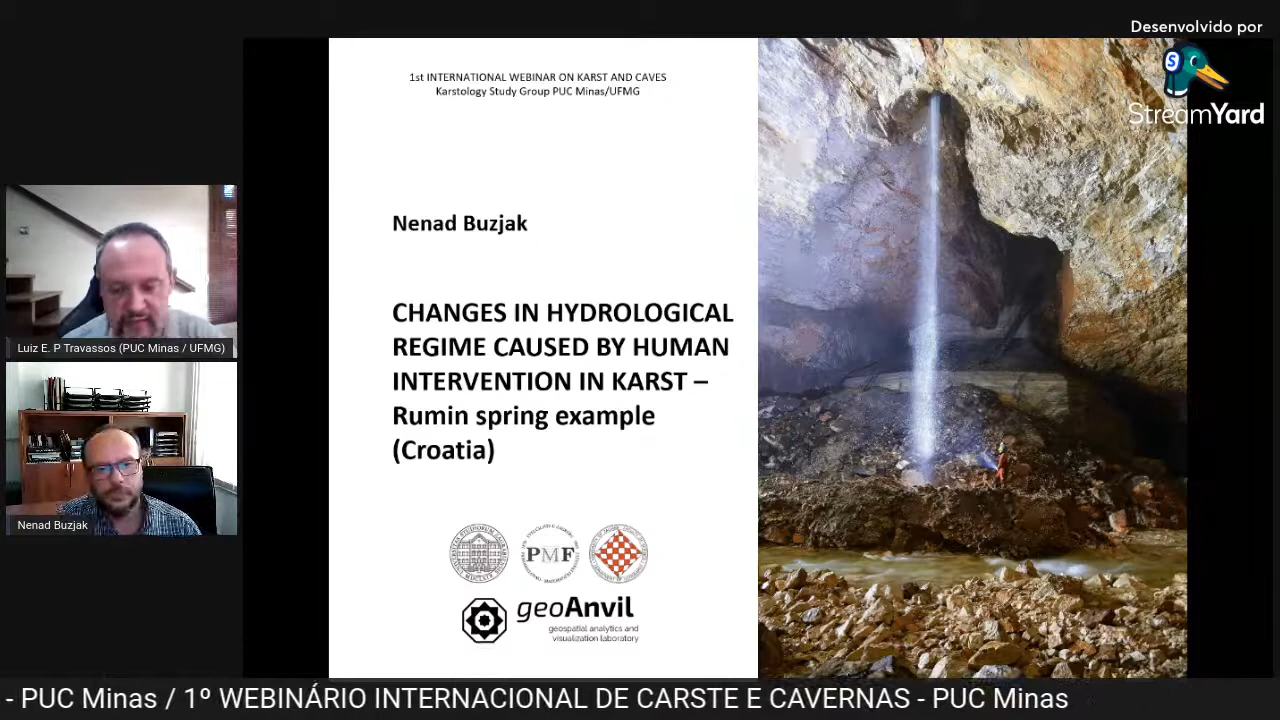 Desenvolvido por
StreamYard
1st INTERNATIONAL WEBINAR ON KARST AND CAVES
Karstology Study Group PUC Minas/UFMG
Nenad Buzjak
CHANGES IN HYDROLOGICAL
REGIME CAUSED BY HUMAN
INTERVENTION IN KARST –
Rumin spring example
(Croatia)
PMF
geoAnvil
geospatial analytics and
visualization laboratory
Luiz E. P Travassos (PUC Minas / UFMG)
Nenad Buzjak
- PUC Minas / 1º WEBINÁRIO INTERNACIONAL DE CARSTE E CAVERNAS - PUC Minas